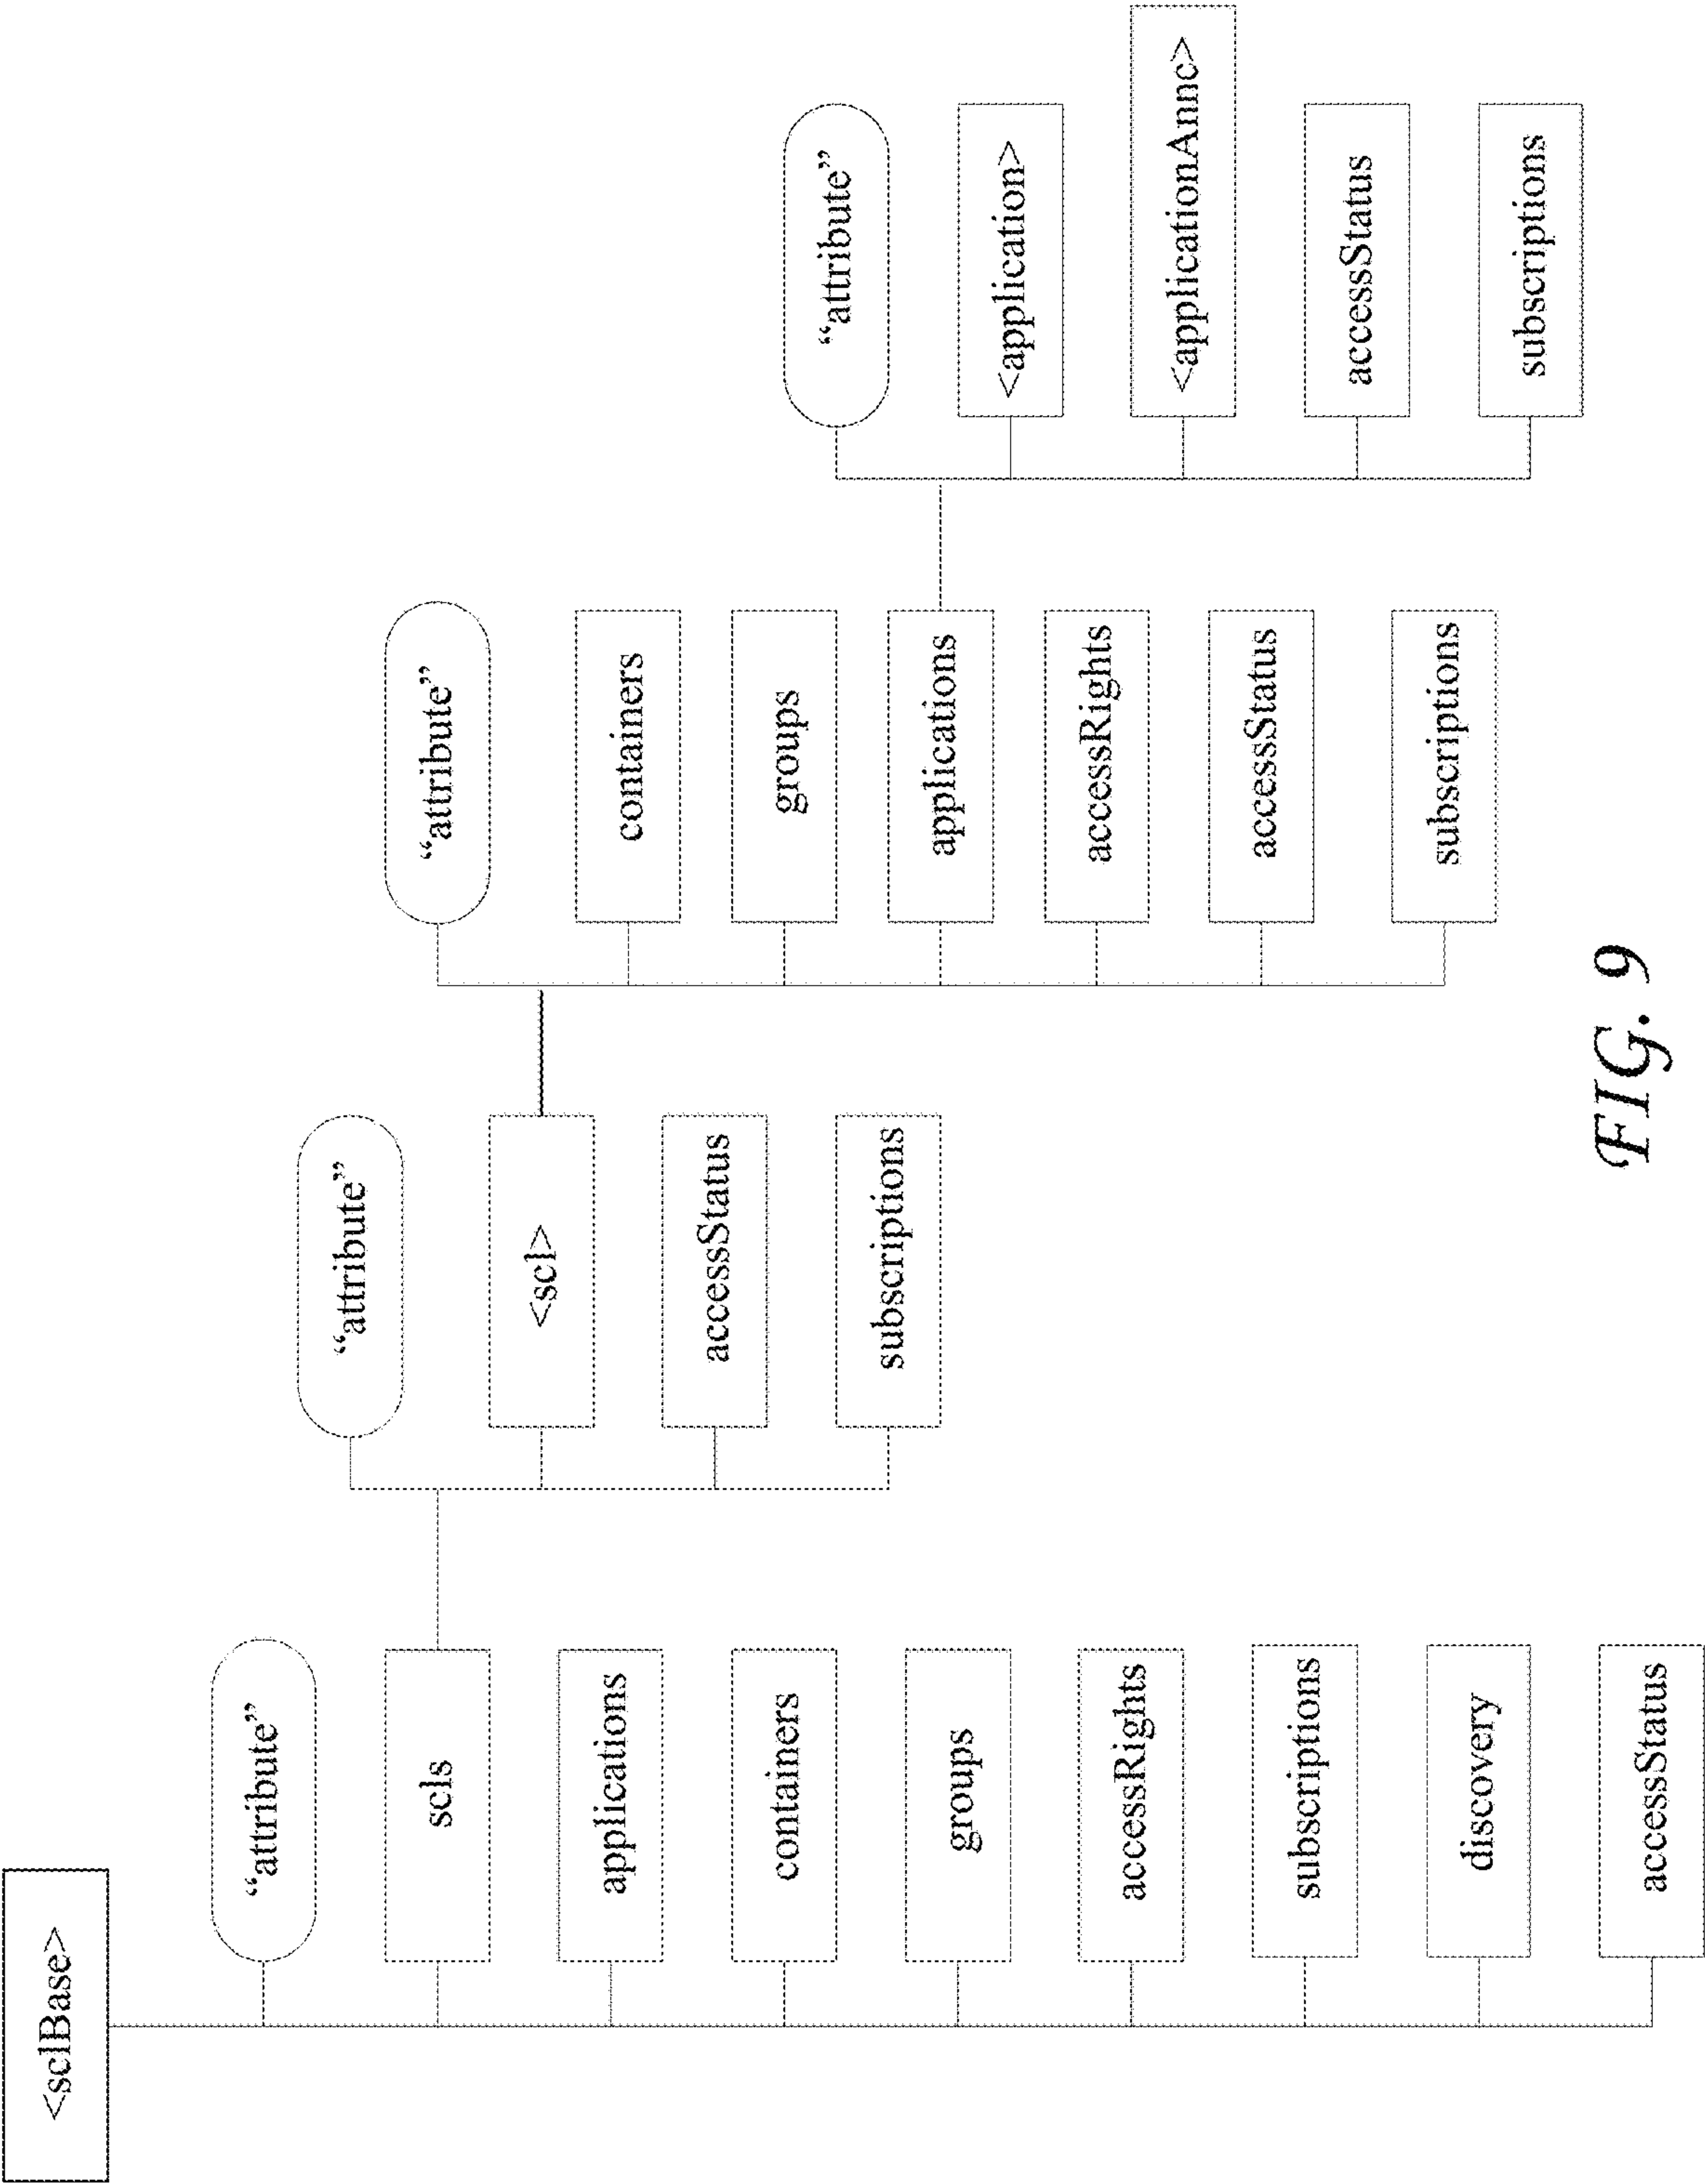 <sclBase>
“attribute”
scls
applications
containers
groups
accessRights
subscriptions
discovery
accessStatus
“attribute”
<scl>
accessStatus
subscriptions
“attribute”
containers
groups
applications
accessRights
accessStatus
subscriptions
“attribute”
<application>
<applicationAnnc>
accessStatus
subscriptions
FIG. 9